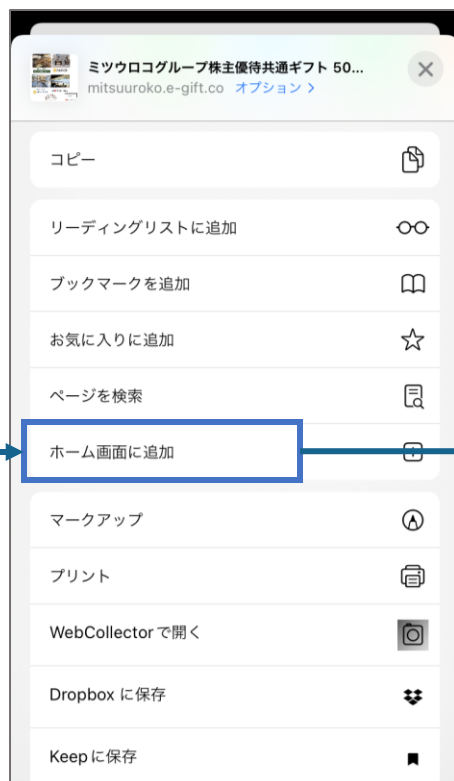 ミツウロコグループ株主優待共通ギフト 50...
mitsuuroko.e-gift.co オプション >
コピー
リーディングリストに追加
ブックマークを追加
お気に入りに追加
ページを検索
ホーム画面に追加
マークアップ
プリント
WebCollectorで開く
Dropbox に保存
Keepに保存